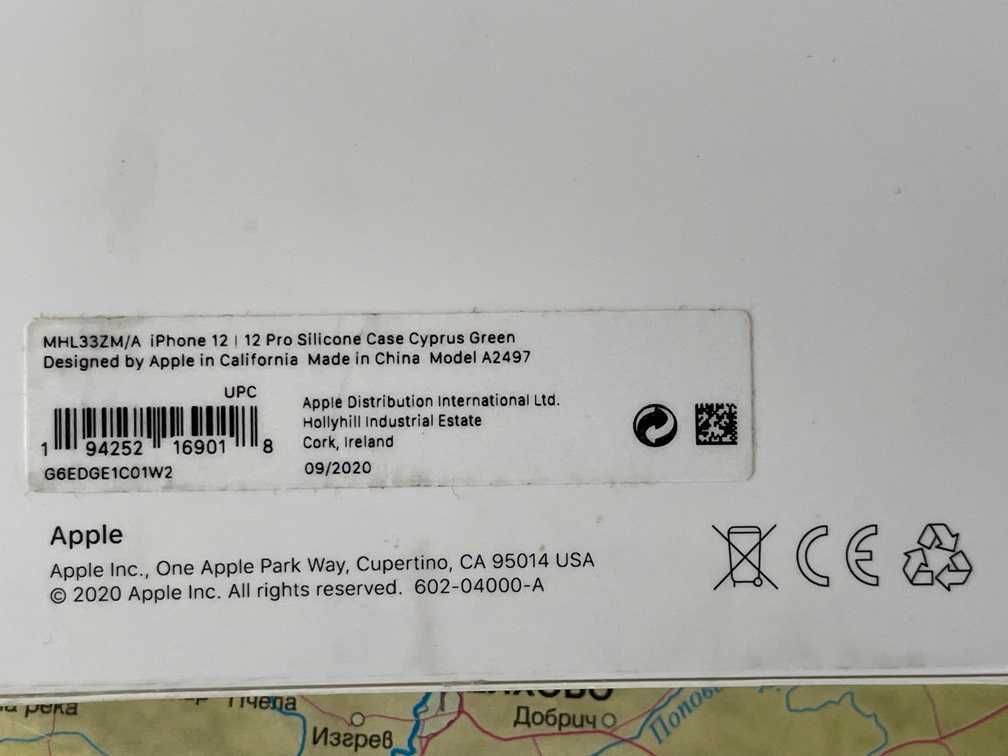 MHL33ZM/A iPhone 12 | 12 Pro Silicone Case Cyprus Green
Designed by Apple in California Made in China Model A2497
UPC
1 94252 16901 8
G6EDGE1C01W2
Apple Distribution International Ltd.
Hollyhill Industrial Estate
Cork, Ireland
09/2020
Apple
Apple Inc., One Apple Park Way, Cupertino, CA 95014 USA
© 2020 Apple Inc. All rights reserved. 602-04000-A
CE
река
Пчела
Изгрев
Добрич